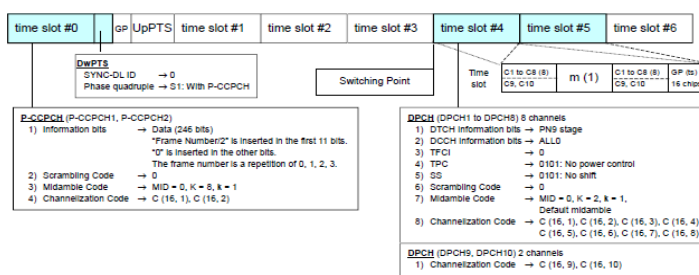 time slot #0 GP UpPTS time slot #1 time slot #2 time slot #3 time slot #4 time slot #5 time slot #6
DwPTS
SYNC-DL ID → 0
Phase quadruple → S1: With P-CCPCH
Switching Point
Time slot
C1 to C8 (8)
C9, C10
m (1)
C1 to C8 (8)
C9, C10
GP (ts)
16 chips
P-CCPCH (P-CCPCH1, P-CCPCH2)
1) Information bits → Data (246 bits)
"Frame Number/2" is inserted in the first 11 bits.
"0" is inserted in the other bits.
The frame number is a repetition of 0, 1, 2, 3.
2) Scrambling Code → 0
3) Midamble Code → MID = 0, K = 8, k = 1
4) Channelization Code → C (16, 1), C (16, 2)
DPCH (DPCH1 to DPCH8) 8 channels
1) DTCH Information bits → PN9 stage
2) DCCH Information bits → ALL0
3) TFCI → 0
4) TPC → 0101: No power control
5) SS → 0101: No shift
6) Scrambling Code → 0
7) Midamble Code → MID = 0, K = 2, k = 1,
Default midamble
8) Channelization Code → C (16, 1), C (16, 2), C (16, 3), C (16, 4)
C (16, 5), C (16, 6), C (16, 7), C (16, 8)
DPCH (DPCH9, DPCH10) 2 channels
1) Channelization Code → C (16, 9), C (16, 10)